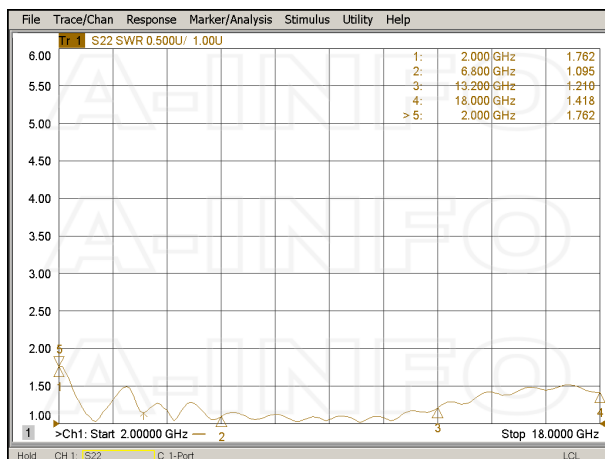 File Trace/Chan Response Marker/Analysis Stimulus Utility Help
Tr 1 S22 SWR 0.500U/ 1.00U
6.00
5.50
5.00
4.50
4.00
3.50
3.00
2.50
2.00
1.50
1.00
1: 2.000 GHz 1.762
2: 6.800 GHz 1.095
3: 13.200 GHz 1.210
4: 18.000 GHz 1.418
> 5: 2.000 GHz 1.762
A-INFO
A-INFO
A-INFO
5
1
2
3
4
1 >Ch1: Start 2.00000 GHz Stop 18.0000 GHz
Hold CH 1: S22 C 1-Port LCL